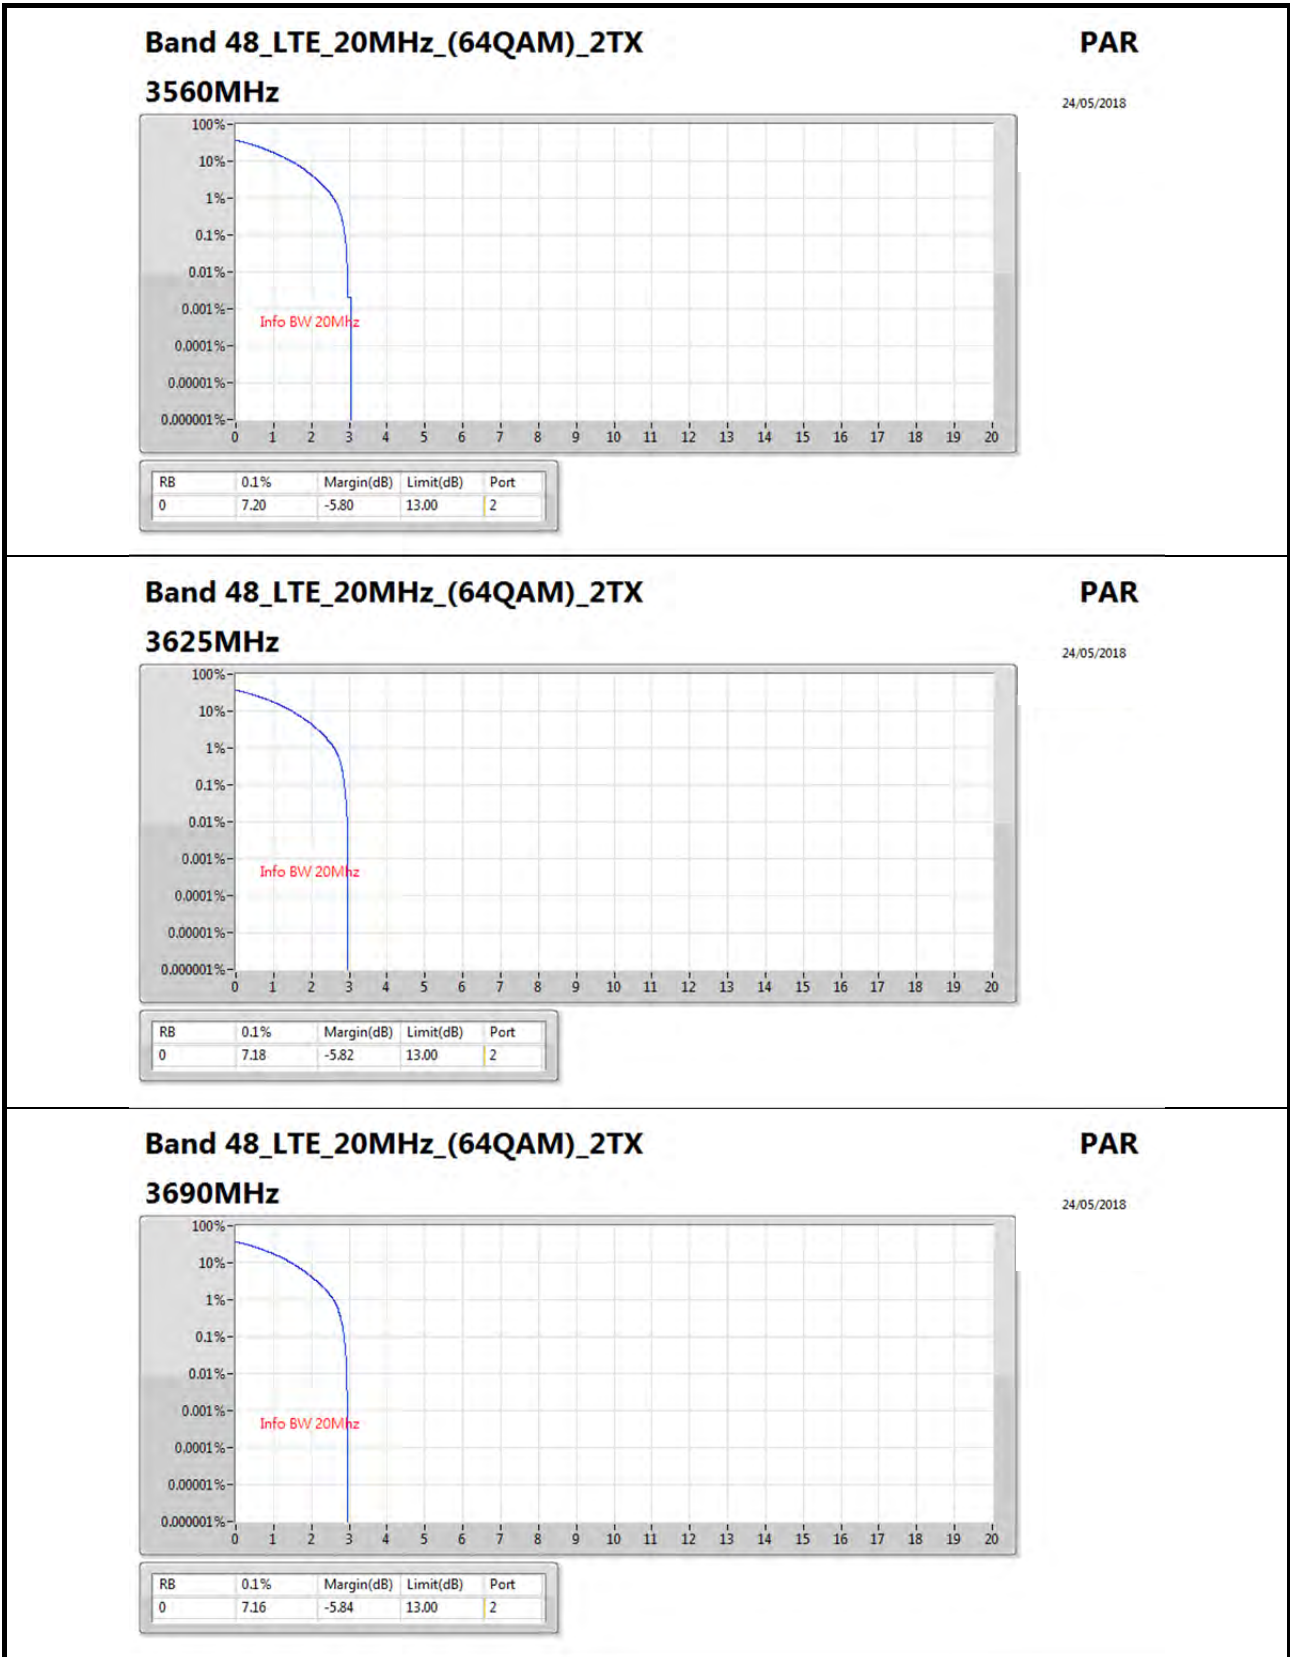 Band 48_LTE_20MHz_(64QAM)_2TX PAR
3560MHz
24/05/2018
100%
10%
1%
0.1%
0.01%
0.001%
Info BW 20Mhz
0.0001%
0.00001%
0.000001%
0 1 2 3 4 5 6 7 8 9 10 11 12 13 14 15 16 17 18 19 20
RB 0.1% Margin(dB) Limit(dB) Port
0 7.20 -5.80 13.00 2
Band 48_LTE_20MHz_(64QAM)_2TX PAR
3625MHz
24/05/2018
100%
10%
1%
0.1%
0.01%
0.001%
Info BW 20Mhz
0.0001%
0.00001%
0.000001%
0 1 2 3 4 5 6 7 8 9 10 11 12 13 14 15 16 17 18 19 20
RB 0.1% Margin(dB) Limit(dB) Port
0 7.18 -5.82 13.00 2
Band 48_LTE_20MHz_(64QAM)_2TX PAR
3690MHz
24/05/2018
100%
10%
1%
0.1%
0.01%
0.001%
Info BW 20Mhz
0.0001%
0.00001%
0.000001%
0 1 2 3 4 5 6 7 8 9 10 11 12 13 14 15 16 17 18 19 20
RB 0.1% Margin(dB) Limit(dB) Port
0 7.16 -5.84 13.00 2